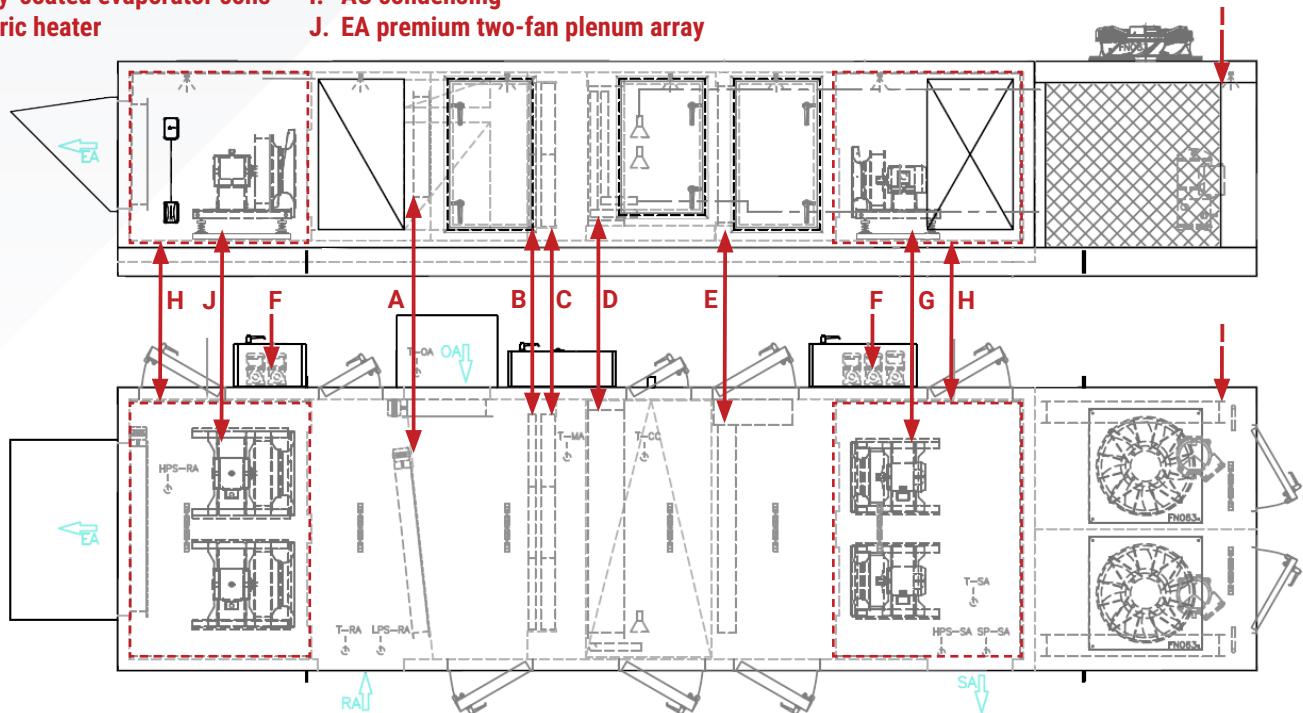 y-coated evaporator coils
ric heater
I. AC condensing
J. EA premium two-fan plenum array
I
EA
H
J
F
A
B
C
D
E
F
G
H
I
T-OA
OA
HPS-RA
T-MA
T-CC
EA
T-SA
T-RA
LPS-RA
HPS-SA
SP-SA
FN063
FN063
RA
SA